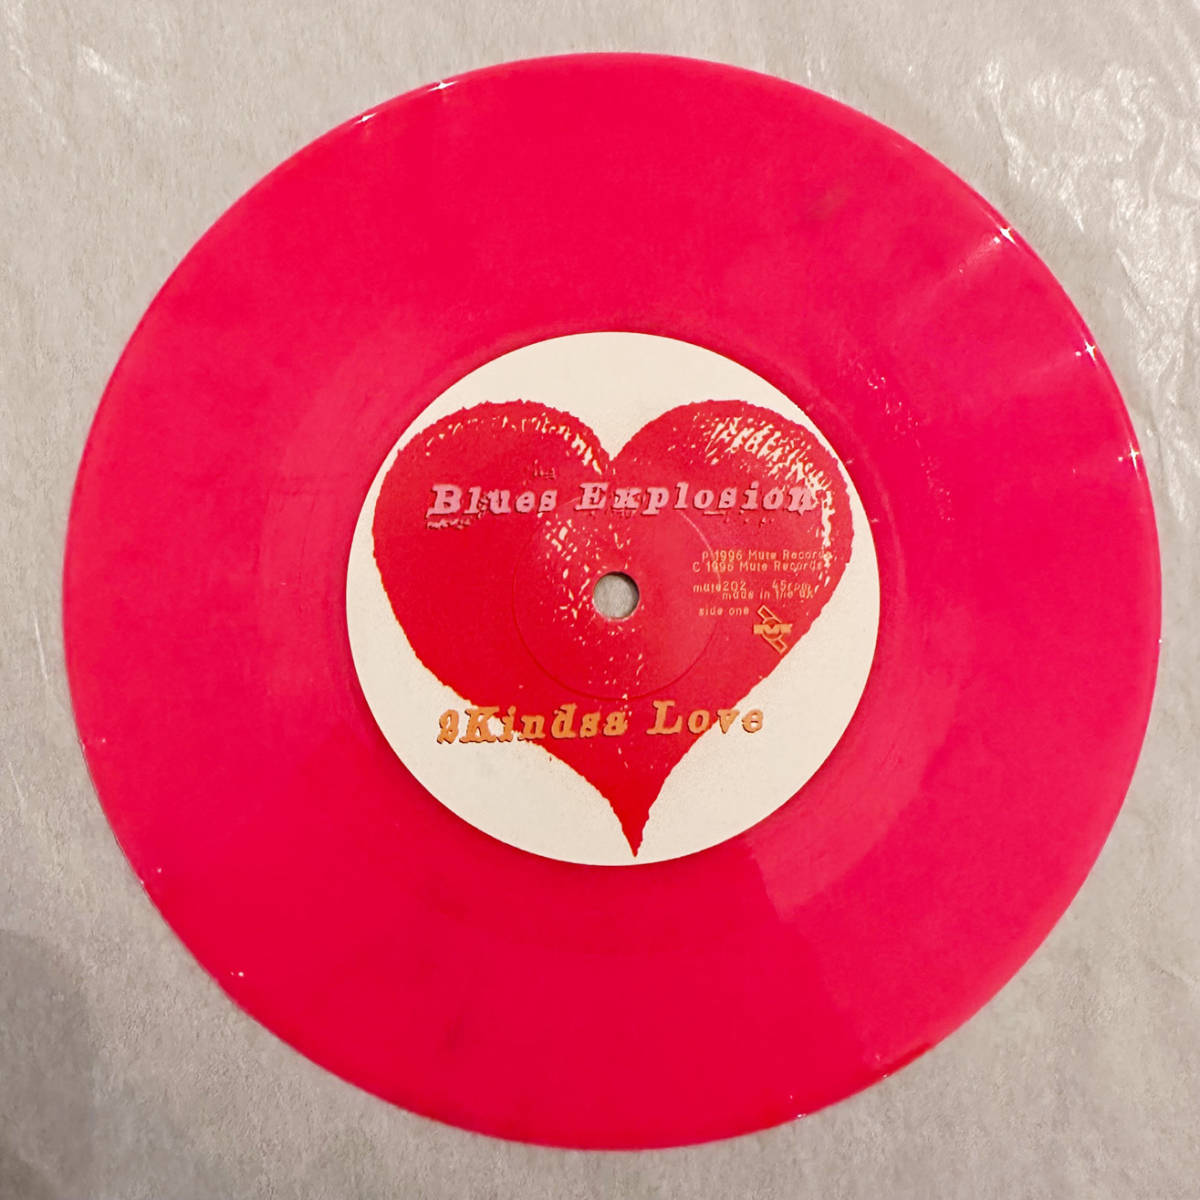 Blues Explosion
P 1996 Mute Records
C 1996 Mute Records
mute202 45rpm
made in the uk
side one
2Kindsa Love